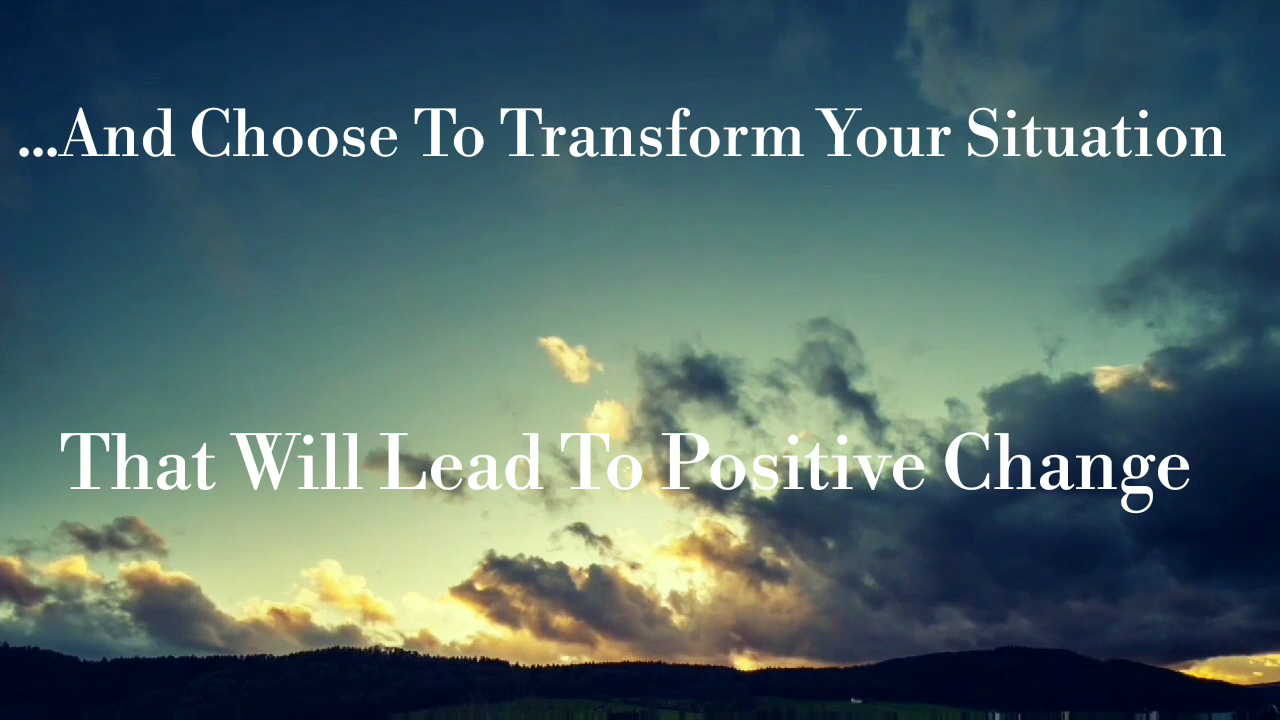 ...And Choose To Transform Your Situation
That Will Lead To Positive Change